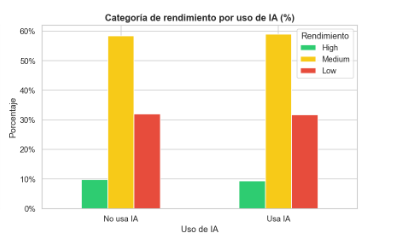 Categoria de rendimiento por uso de IA (%)
Rendimiento
High
Medium
Low
60%
50%
40%
30%
20%
10%
0%
Porcentaje
No usa IA
Usa IA
Uso de IA